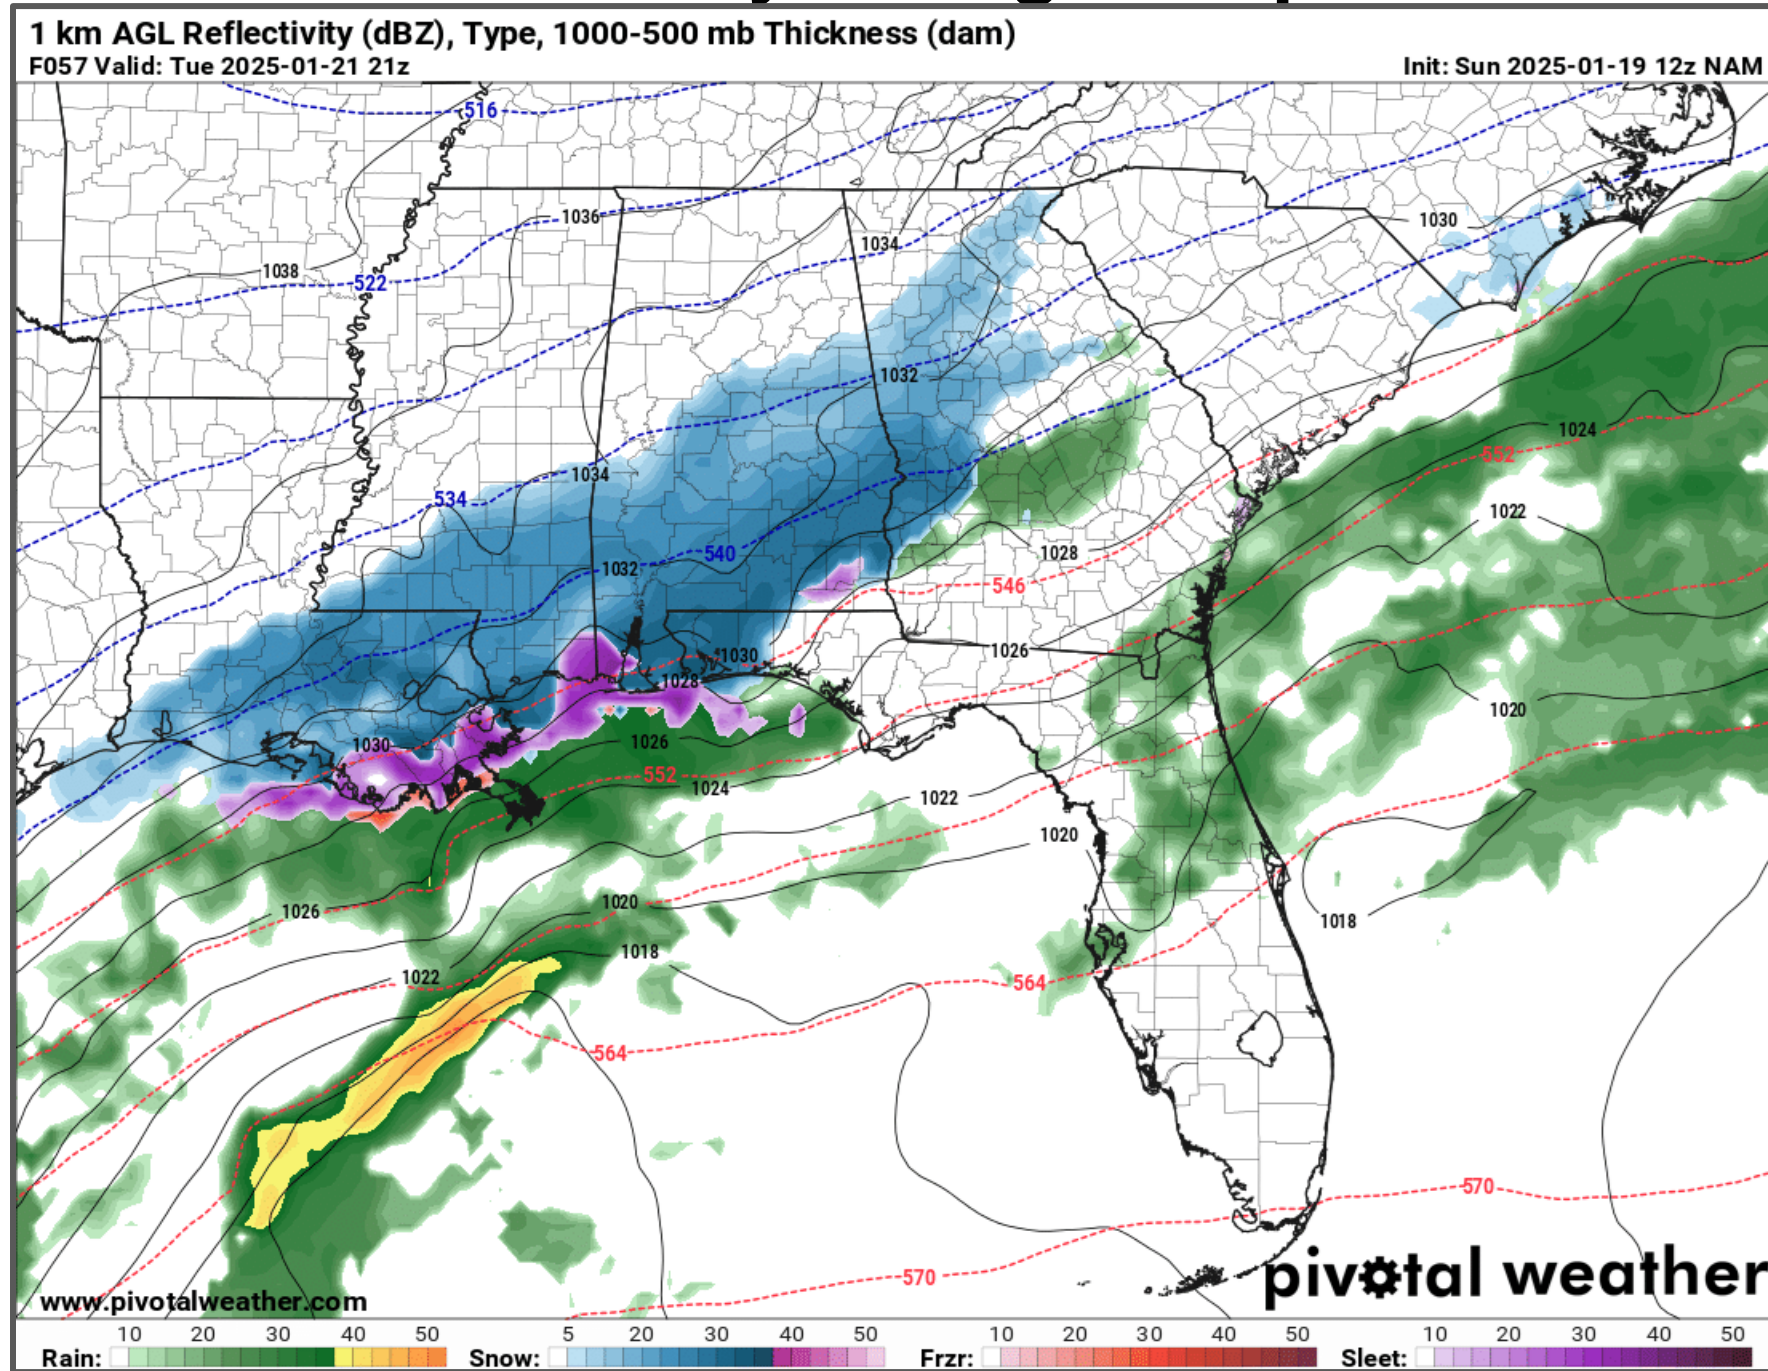 1 km AGL Reflectivity (dBZ), Type, 1000-500 mb Thickness (dam)
F057 Valid: Tue 2025-01-21 21z
Init: Sun 2025-01-19 12z NAM
516
1036
1030
1034
1038
522
1032
1024
552
1034
534
1022
540
1028
1032
546
1026
1030
1028
1020
1030
1026
552
1024
1022
1020
1026
1020
1018
1018
1022
564
564
570
570
pivotal weather
www.pivotalweather.com
10 20 30 40 50
5 20 30 40 50
10 20 30 40 50
10 20 30 40 50
Rain:
Snow:
Frzr:
Sleet: